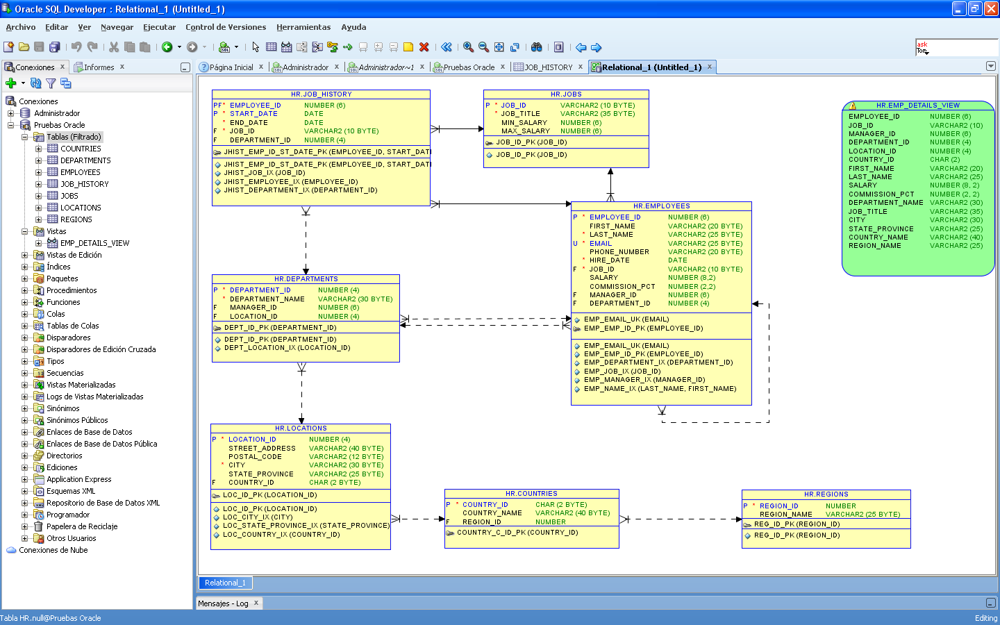 Oracle SQL Developer : Relational_1 (Untitled_1)
Archivo Editar Ver Navegar Ejecutar Control de Versiones Herramientas Ayuda
ask
Tom
Conexiones
Informes
Conexiones
Administrador
Pruebas Oracle
Tablas (Filtrado)
COUNTRIES
DEPARTMENTS
EMPLOYEES
JOB_HISTORY
JOBS
LOCATIONS
REGIONS
Vistas
EMP_DETAILS_VIEW
Vistas de Edición
Índices
Paquetes
Procedimientos
Funciones
Colas
Tablas de Colas
Disparadores
Disparadores de Edición Cruzada
Tipos
Secuencias
Vistas Materializadas
Logs de Vistas Materializadas
Sinónimos
Sinónimos Públicos
Enlaces de Base de Datos
Enlaces de Base de Datos Pública
Directorios
Ediciones
Application Express
Esquemas XML
Repositorio de Base de Datos XML
Programador
Papelera de Reciclaje
Otros Usuarios
Conexiones de Nube
Página Inicial
Administrador
Administrador~1
Pruebas Oracle
JOB_HISTORY
Relational_1 (Untitled_1)
HR.JOB_HISTORY
PF* EMPLOYEE_ID NUMBER (6)
P * START_DATE DATE
* END_DATE DATE
F * JOB_ID VARCHAR2 (10 BYTE)
F DEPARTMENT_ID NUMBER (4)
JHIST_EMP_ID_ST_DATE_PK (EMPLOYEE_ID, START_DATE
JHIST_EMP_ID_ST_DATE_PK (EMPLOYEE_ID, START_DATE
JHIST_JOB_IX (JOB_ID)
JHIST_EMPLOYEE_IX (EMPLOYEE_ID)
JHIST_DEPARTMENT_IX (DEPARTMENT_ID)
HR.JOBS
P * JOB_ID VARCHAR2 (10 BYTE)
* JOB_TITLE VARCHAR2 (35 BYTE)
MIN_SALARY NUMBER (6)
MAX_SALARY NUMBER (6)
JOB_ID_PK (JOB_ID)
JOB_ID_PK (JOB_ID)
HR.EMP_DETAILS_VIEW
EMPLOYEE_ID NUMBER (6)
JOB_ID VARCHAR2 (10)
MANAGER_ID NUMBER (6)
DEPARTMENT_ID NUMBER (4)
LOCATION_ID NUMBER (4)
COUNTRY_ID CHAR (2)
FIRST_NAME VARCHAR2 (20)
LAST_NAME VARCHAR2 (25)
SALARY NUMBER (8, 2)
COMMISSION_PCT NUMBER (2, 2)
DEPARTMENT_NAME VARCHAR2 (30)
JOB_TITLE VARCHAR2 (35)
CITY VARCHAR2 (30)
STATE_PROVINCE VARCHAR2 (25)
COUNTRY_NAME VARCHAR2 (40)
REGION_NAME VARCHAR2 (25)
HR.EMPLOYEES
P * EMPLOYEE_ID NUMBER (6)
FIRST_NAME VARCHAR2 (20 BYTE)
* LAST_NAME VARCHAR2 (25 BYTE)
U * EMAIL VARCHAR2 (25 BYTE)
PHONE_NUMBER VARCHAR2 (20 BYTE)
* HIRE_DATE DATE
F * JOB_ID VARCHAR2 (10 BYTE)
SALARY NUMBER (8,2)
COMMISSION_PCT NUMBER (2,2)
F MANAGER_ID NUMBER (6)
F DEPARTMENT_ID NUMBER (4)
EMP_EMAIL_UK (EMAIL)
EMP_EMP_ID_PK (EMPLOYEE_ID)
EMP_EMAIL_UK (EMAIL)
EMP_EMP_ID_PK (EMPLOYEE_ID)
EMP_DEPARTMENT_IX (DEPARTMENT_ID)
EMP_JOB_IX (JOB_ID)
EMP_MANAGER_IX (MANAGER_ID)
EMP_NAME_IX (LAST_NAME, FIRST_NAME)
HR.DEPARTMENTS
P * DEPARTMENT_ID NUMBER (4)
* DEPARTMENT_NAME VARCHAR2 (30 BYTE)
F MANAGER_ID NUMBER (6)
F LOCATION_ID NUMBER (4)
DEPT_ID_PK (DEPARTMENT_ID)
DEPT_ID_PK (DEPARTMENT_ID)
DEPT_LOCATION_IX (LOCATION_ID)
HR.LOCATIONS
P * LOCATION_ID NUMBER (4)
STREET_ADDRESS VARCHAR2 (40 BYTE)
POSTAL_CODE VARCHAR2 (12 BYTE)
* CITY VARCHAR2 (30 BYTE)
STATE_PROVINCE VARCHAR2 (25 BYTE)
F COUNTRY_ID CHAR (2 BYTE)
LOC_ID_PK (LOCATION_ID)
LOC_ID_PK (LOCATION_ID)
LOC_CITY_IX (CITY)
LOC_STATE_PROVINCE_IX (STATE_PROVINCE)
LOC_COUNTRY_IX (COUNTRY_ID)
HR.COUNTRIES
P * COUNTRY_ID CHAR (2 BYTE)
COUNTRY_NAME VARCHAR2 (40 BYTE)
F REGION_ID NUMBER
COUNTRY_C_ID_PK (COUNTRY_ID)
HR.REGIONS
P * REGION_ID NUMBER
REGION_NAME VARCHAR2 (25 BYTE)
REG_ID_PK (REGION_ID)
REG_ID_PK (REGION_ID)
Relational_1
Mensajes - Log
Tabla HR.null@Pruebas Oracle
Editing